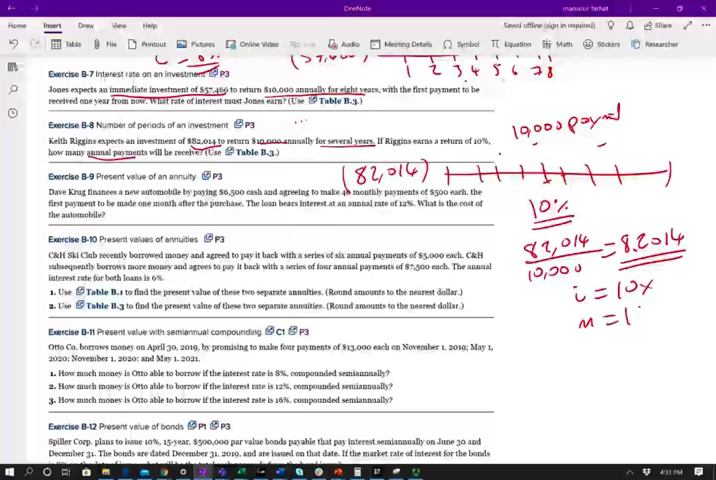 OneNote
mansour farhat
Home Insert Draw View Help Saved offline (sign in required) Share
Table File Printout Pictures Online Video Audio Meeting Details Symbol Equation Math Stickers Researcher
i = 8%
(57,466)
1 2 3 4 5 6 7 8
Exercise B-7 Interest rate on an investment P3
Jones expects an immediate investment of $57,466 to return $10,000 annually for eight years, with the first payment to be
received one year from now. What rate of interest must Jones earn? (Use Table B.3.)
Exercise B-8 Number of periods of an investment P3
Keith Riggins expects an investment of $82,014 to return $10,000 annually for several years. If Riggins earns a return of 10%,
how many annual payments will he receive? (Use Table B.3.)
10,000 paymnt
(82,014)
10%
82,014 / 10,000 = 8.2014
i = 10%
n = 1
Exercise B-9 Present value of an annuity P3
Dave Krug finances a new automobile by paying $6,500 cash and agreeing to make 40 monthly payments of $500 each, the
first payment to be made one month after the purchase. The loan bears interest at an annual rate of 12%. What is the cost of
the automobile?
Exercise B-10 Present values of annuities P3
C&H Ski Club recently borrowed money and agreed to pay it back with a series of six annual payments of $5,000 each. C&H
subsequently borrows more money and agrees to pay it back with a series of four annual payments of $7,500 each. The annual
interest rate for both loans is 6%.
1. Use Table B.1 to find the present value of these two separate annuities. (Round amounts to the nearest dollar.)
2. Use Table B.3 to find the present value of these two separate annuities. (Round amounts to the nearest dollar.)
Exercise B-11 Present value with semiannual compounding C1 P3
Otto Co. borrows money on April 30, 2019, by promising to make four payments of $13,000 each on November 1, 2019; May 1,
2020; November 1, 2020; and May 1, 2021.
1. How much money is Otto able to borrow if the interest rate is 8%, compounded semiannually?
2. How much money is Otto able to borrow if the interest rate is 12%, compounded semiannually?
3. How much money is Otto able to borrow if the interest rate is 16%, compounded semiannually?
Exercise B-12 Present value of bonds P1 P3
Spiller Corp. plans to issue 10%, 15-year, $500,000 par value bonds payable that pay interest semiannually on June 30 and
December 31. The bonds are dated December 31, 2019, and are issued on that date. If the market rate of interest for the bonds
4:33 PM